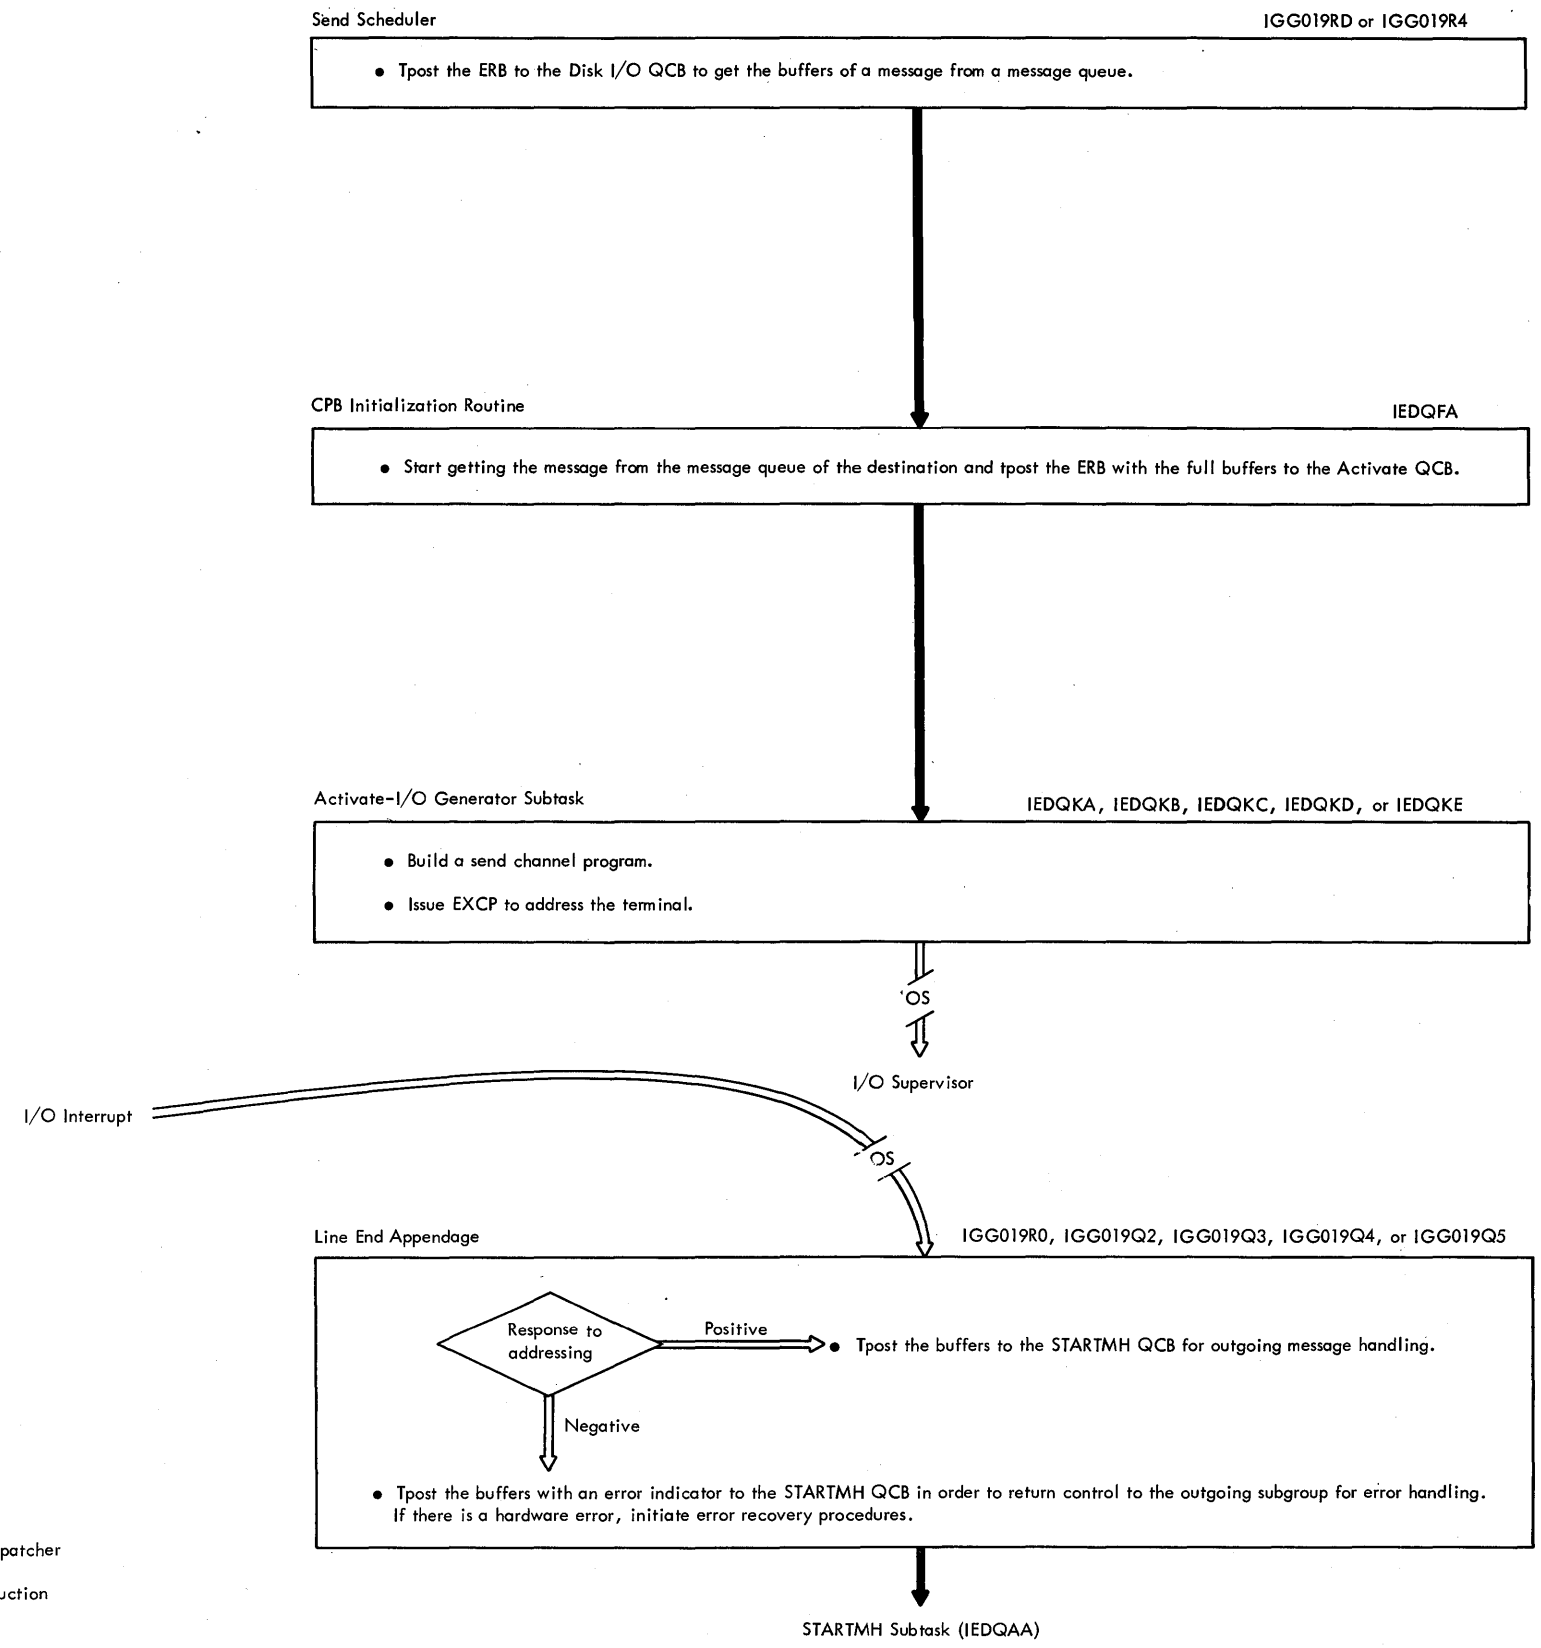 Send Scheduler
IGG019RD or IGG019R4
• Tpost the ERB to the Disk I/O QCB to get the buffers of a message from a message queue.
CPB Initialization Routine
IEDQFA
• Start getting the message from the message queue of the destination and tpost the ERB with the full buffers to the Activate QCB.
Activate-I/O Generator Subtask
IEDQKA, IEDQKB, IEDQKC, IEDQKD, or IEDQKE
• Build a send channel program.
• Issue EXCP to address the terminal.
OS
I/O Supervisor
I/O Interrupt
OS
Line End Appendage
IGG019R0, IGG019Q2, IGG019Q3, IGG019Q4, or IGG019Q5
Response to
addressing
Positive
• Tpost the buffers to the STARTMH QCB for outgoing message handling.
Negative
• Tpost the buffers with an error indicator to the STARTMH QCB in order to return control to the outgoing subgroup for error handling.
If there is a hardware error, initiate error recovery procedures.
patcher
uction
STARTMH Subtask (IEDQAA)